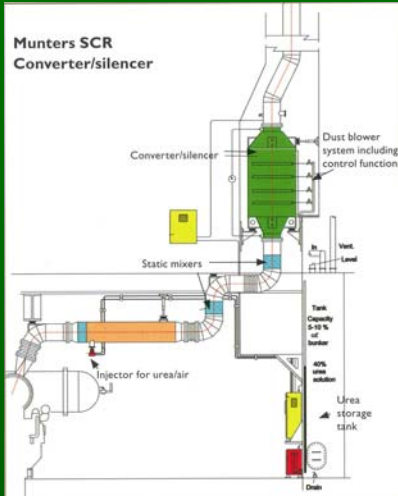 Munters SCR
Converter/silencer
Dust blower
system including
control function
Converter/silencer
In
Vent.
Level
Static mixers
Tank
Capacity
5-10 %
of
bunker
40%
urea
solution
Injector for urea/air
Urea
storage
tank
Drain